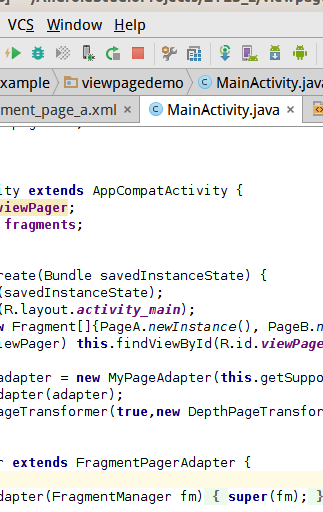 VCS Window Help
example viewpagedemo MainActivity.java
ment_page_a.xml × MainActivity.java ×
ity extends AppCompatActivity {
viewPager;
fragments;
create(Bundle savedInstanceState) {
(savedInstanceState);
(R.layout.activity_main);
w Fragment[]{PageA.newInstance(), PageB.n
iewPager) this.findViewById(R.id.viewPage
adapter = new MyPageAdapter(this.getSuppo
dapter(adapter);
ageTransformer(true,new DepthPageTransfor
r extends FragmentPagerAdapter {
dapter(FragmentManager fm) { super(fm); }